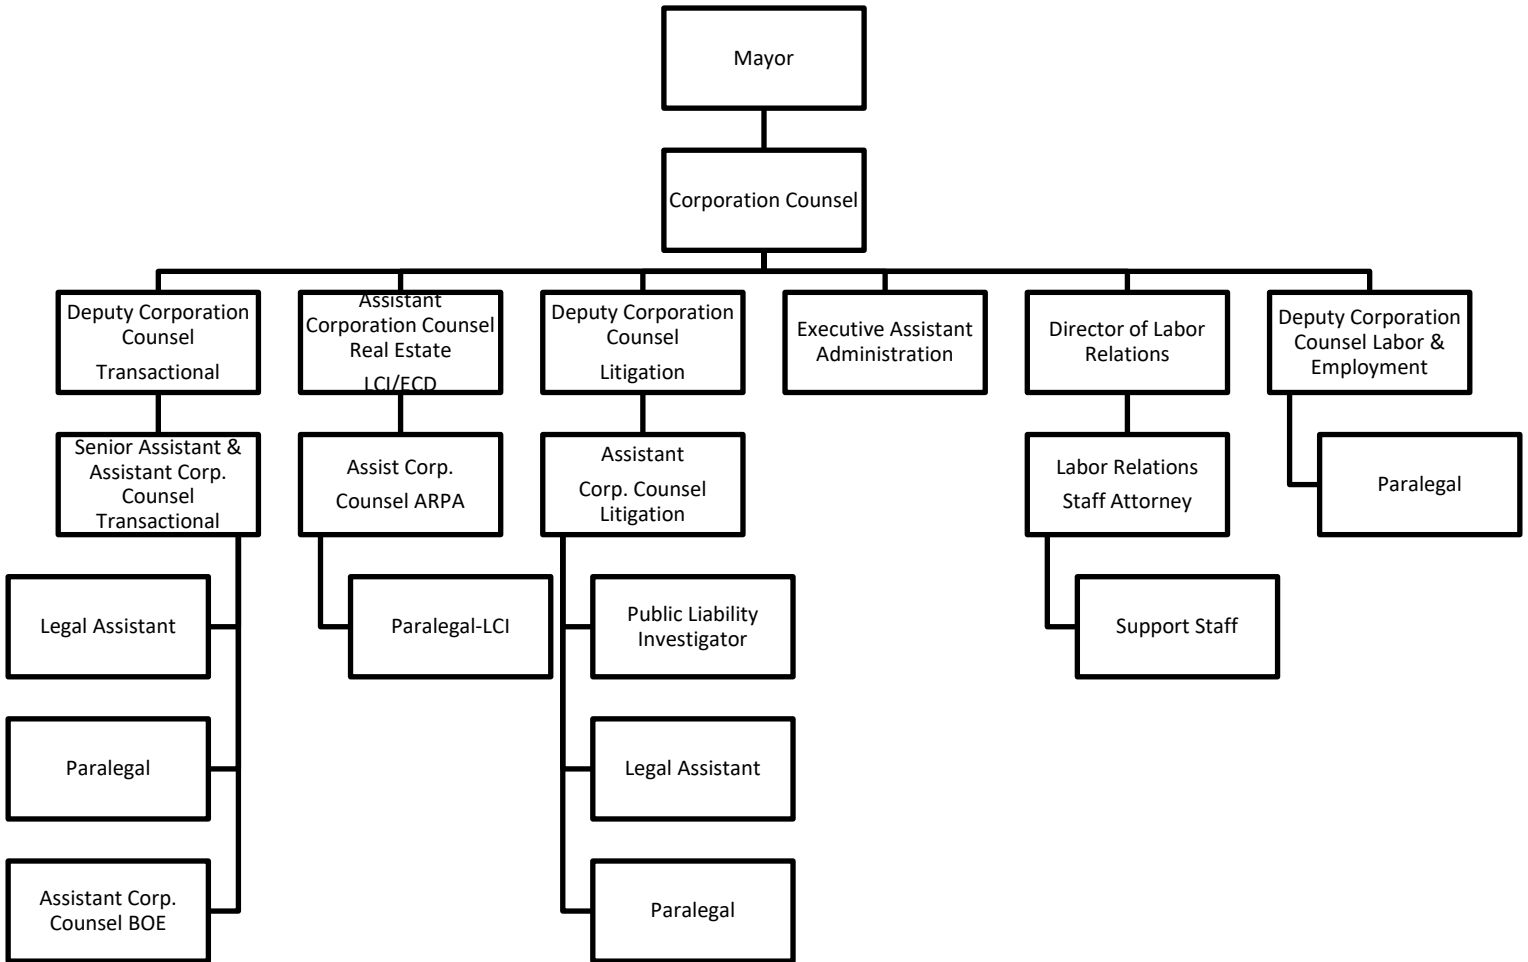 Mayor
Corporation Counsel
Deputy Corporation
Counsel
Transactional
Assistant
Corporation Counsel
Real Estate
LCI/ECD
Deputy Corporation
Counsel
Litigation
Executive Assistant
Administration
Director of Labor
Relations
Deputy Corporation
Counsel Labor &
Employment
Senior Assistant &
Assistant Corp.
Counsel
Transactional
Assist Corp.
Counsel ARPA
Assistant
Corp. Counsel
Litigation
Labor Relations
Staff Attorney
Paralegal
Legal Assistant
Paralegal-LCI
Public Liability
Investigator
Support Staff
Paralegal
Legal Assistant
Assistant Corp.
Counsel BOE
Paralegal